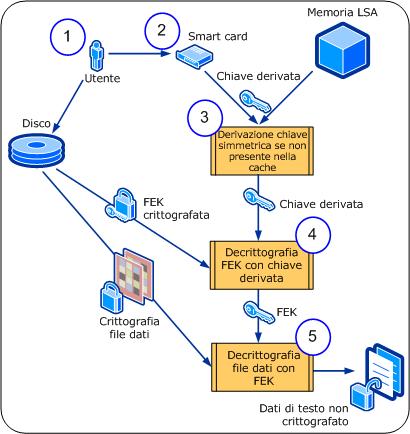 Memoria LSA
1
2
Smart card
Utente
Chiave derivata
Disco
3
Derivazione chiave
simmetrica se non
presente nella
cache
FEK
crittografata
Chiave derivata
4
Decrittografia
FEK con chiave
derivata
Crittografia
file dati
FEK
5
Decrittografia
file dati con
FEK
Dati di testo non
crittografato